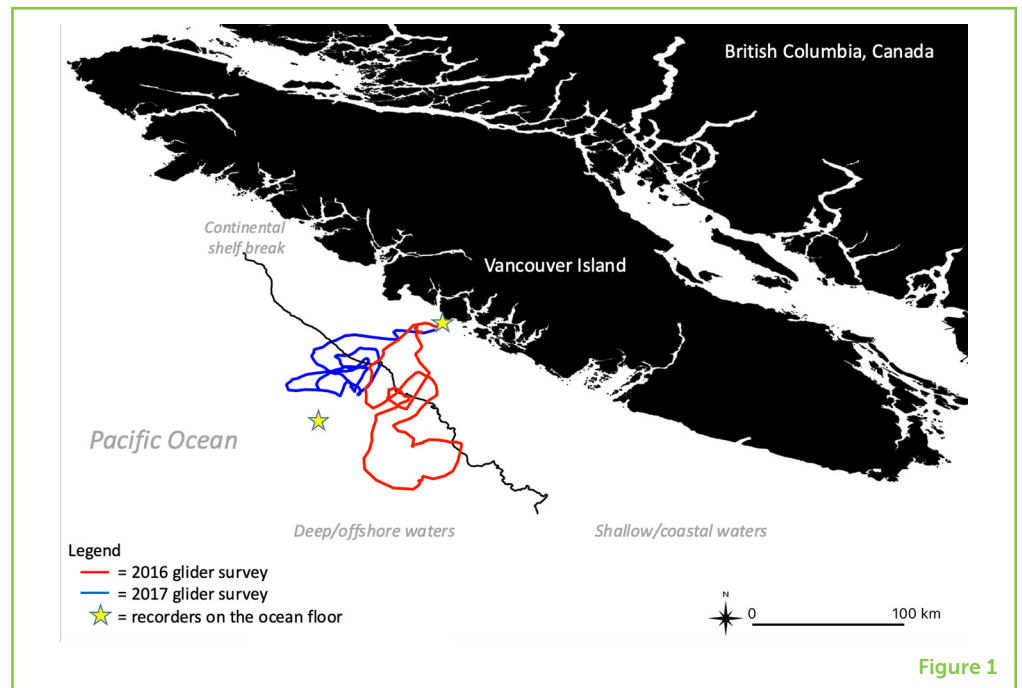 British Columbia, Canada
Continental
shelf break
Vancouver Island
Pacific Ocean
Deep/offshore waters
Shallow/coastal waters
Legend
= 2016 glider survey
= 2017 glider survey
= recorders on the ocean floor
N
0
100 km
Figure 1